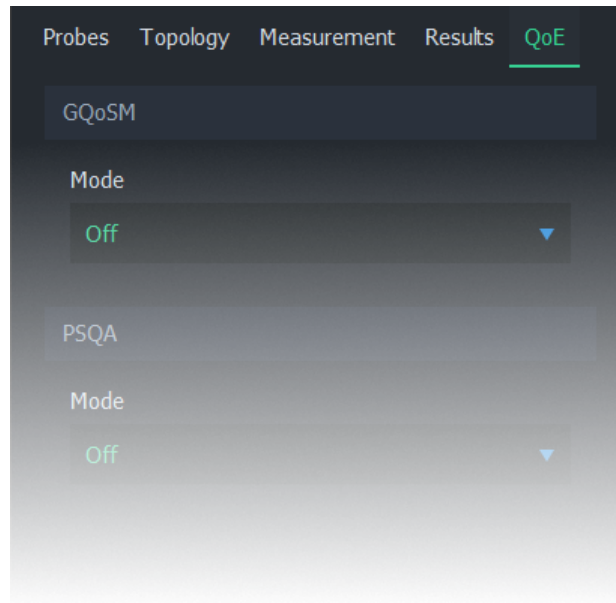 Probes Topology Measurement Results QoE
GQoSM
Mode
Off
PSQA
Mode
Off